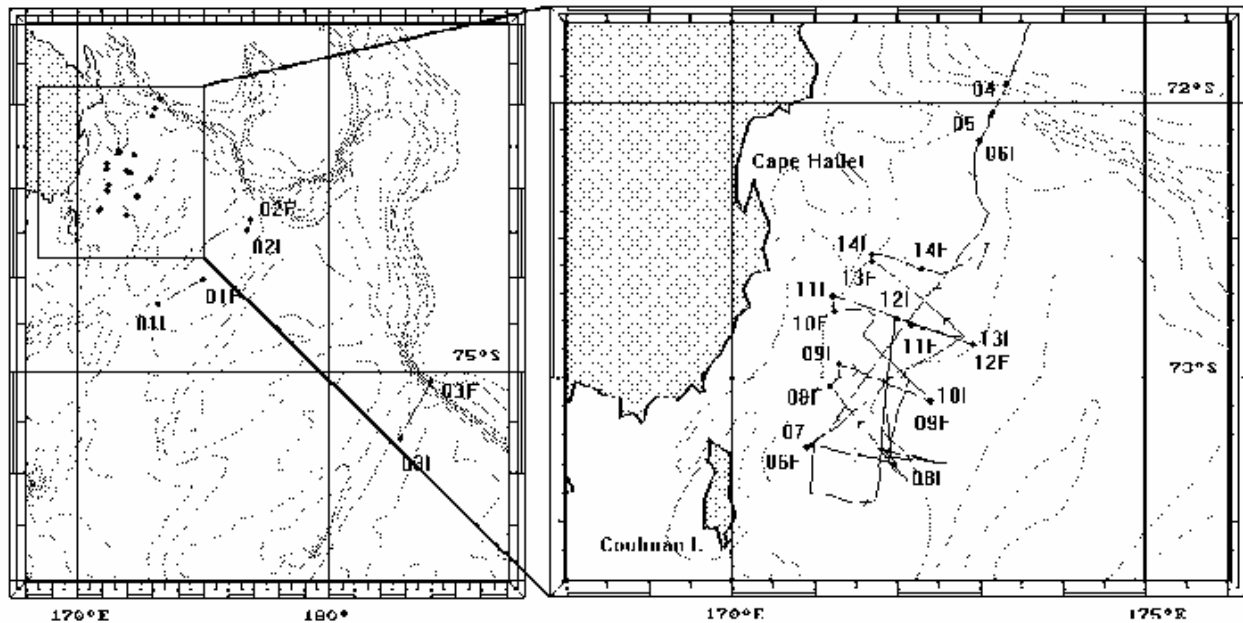 02F
02I
01F
01I
75°S
03F
03I
170°E
180°
04
72°S
05
06I
Cape Hallet
14I
14F
13F
11I
12I
10F
11F
13I
12F
09I
73°S
08F
10I
09F
07
06F
08I
Coulman I.
170°E
175°E